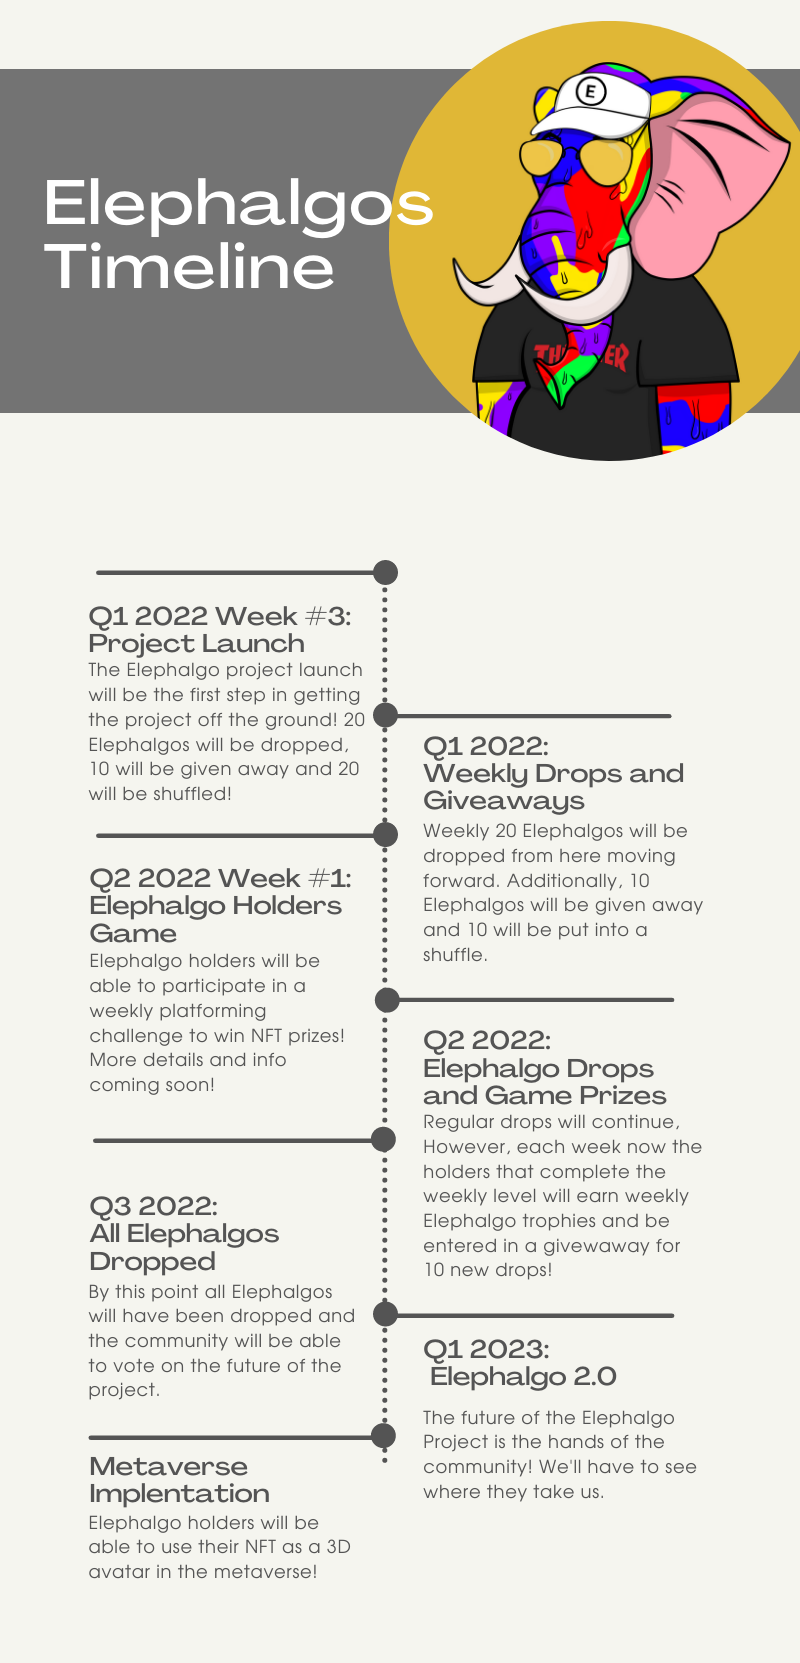 Elephalgos
Timeline
E
Q1 2022 Week #3:
Project Launch
The Elephalgo project launch
will be the first step in getting
the project off the ground! 20
Elephalgos will be dropped,
10 will be given away and 20
will be shuffled!
Q1 2022:
Weekly Drops and
Giveaways
Weekly 20 Elephalgos will be
dropped from here moving
forward. Additionally, 10
Elephalgos will be given away
and 10 will be put into a
shuffle.
Q2 2022 Week #1:
Elephalgo Holders
Game
Elephalgo holders will be
able to participate in a
weekly platforming
challenge to win NFT prizes!
More details and info
coming soon!
Q2 2022:
Elephalgo Drops
and Game Prizes
Regular drops will continue,
However, each week now the
holders that complete the
weekly level will earn weekly
Elephalgo trophies and be
entered in a givewaway for
10 new drops!
Q3 2022:
All Elephalgos
Dropped
By this point all Elephalgos
will have been dropped and
the community will be able
to vote on the future of the
project.
Q1 2023:
Elephalgo 2.0
The future of the Elephalgo
Project is the hands of the
community! We'll have to see
where they take us.
Metaverse
Implentation
Elephalgo holders will be
able to use their NFT as a 3D
avatar in the metaverse!